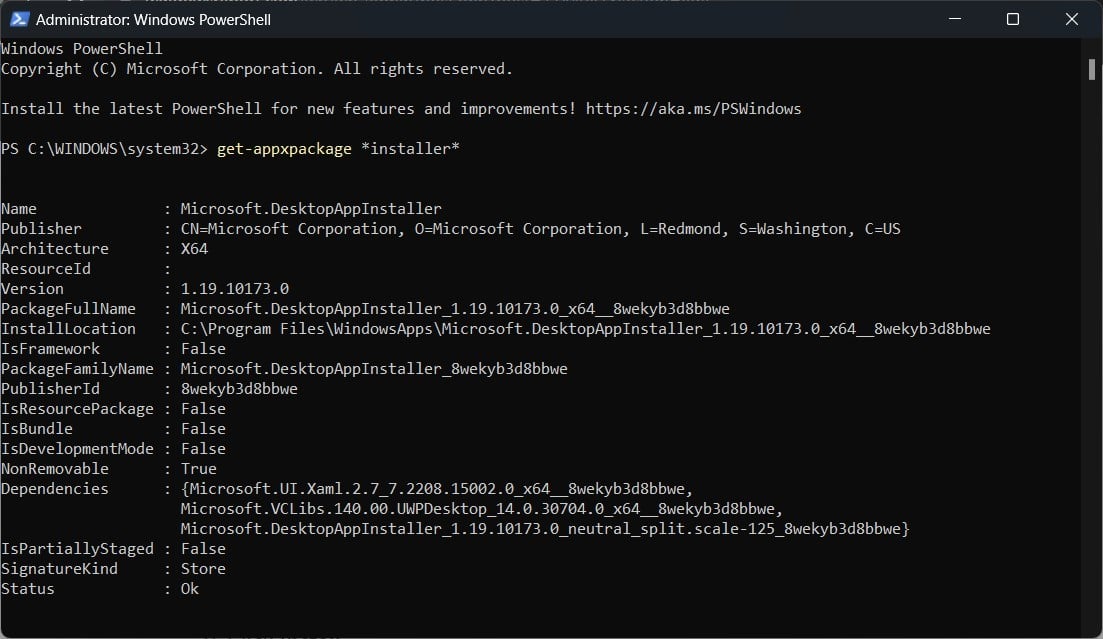 Administrator: Windows PowerShell
Windows PowerShell
Copyright (C) Microsoft Corporation. All rights reserved.
Install the latest PowerShell for new features and improvements! https://aka.ms/PSWindows
PS C:\WINDOWS\system32> get-appxpackage *installer*
Name              : Microsoft.DesktopAppInstaller
Publisher         : CN=Microsoft Corporation, O=Microsoft Corporation, L=Redmond, S=Washington, C=US
Architecture      : X64
ResourceId        :
Version           : 1.19.10173.0
PackageFullName   : Microsoft.DesktopAppInstaller_1.19.10173.0_x64__8wekyb3d8bbwe
InstallLocation   : C:\Program Files\WindowsApps\Microsoft.DesktopAppInstaller_1.19.10173.0_x64__8wekyb3d8bbwe
IsFramework       : False
PackageFamilyName : Microsoft.DesktopAppInstaller_8wekyb3d8bbwe
PublisherId       : 8wekyb3d8bbwe
IsResourcePackage : False
IsBundle          : False
IsDevelopmentMode : False
NonRemovable      : True
Dependencies      : {Microsoft.UI.Xaml.2.7_7.2208.15002.0_x64__8wekyb3d8bbwe,
                    Microsoft.VCLibs.140.00.UWPDesktop_14.0.30704.0_x64__8wekyb3d8bbwe,
                    Microsoft.DesktopAppInstaller_1.19.10173.0_neutral_split.scale-125_8wekyb3d8bbwe}
IsPartiallyStaged : False
SignatureKind     : Store
Status            : Ok